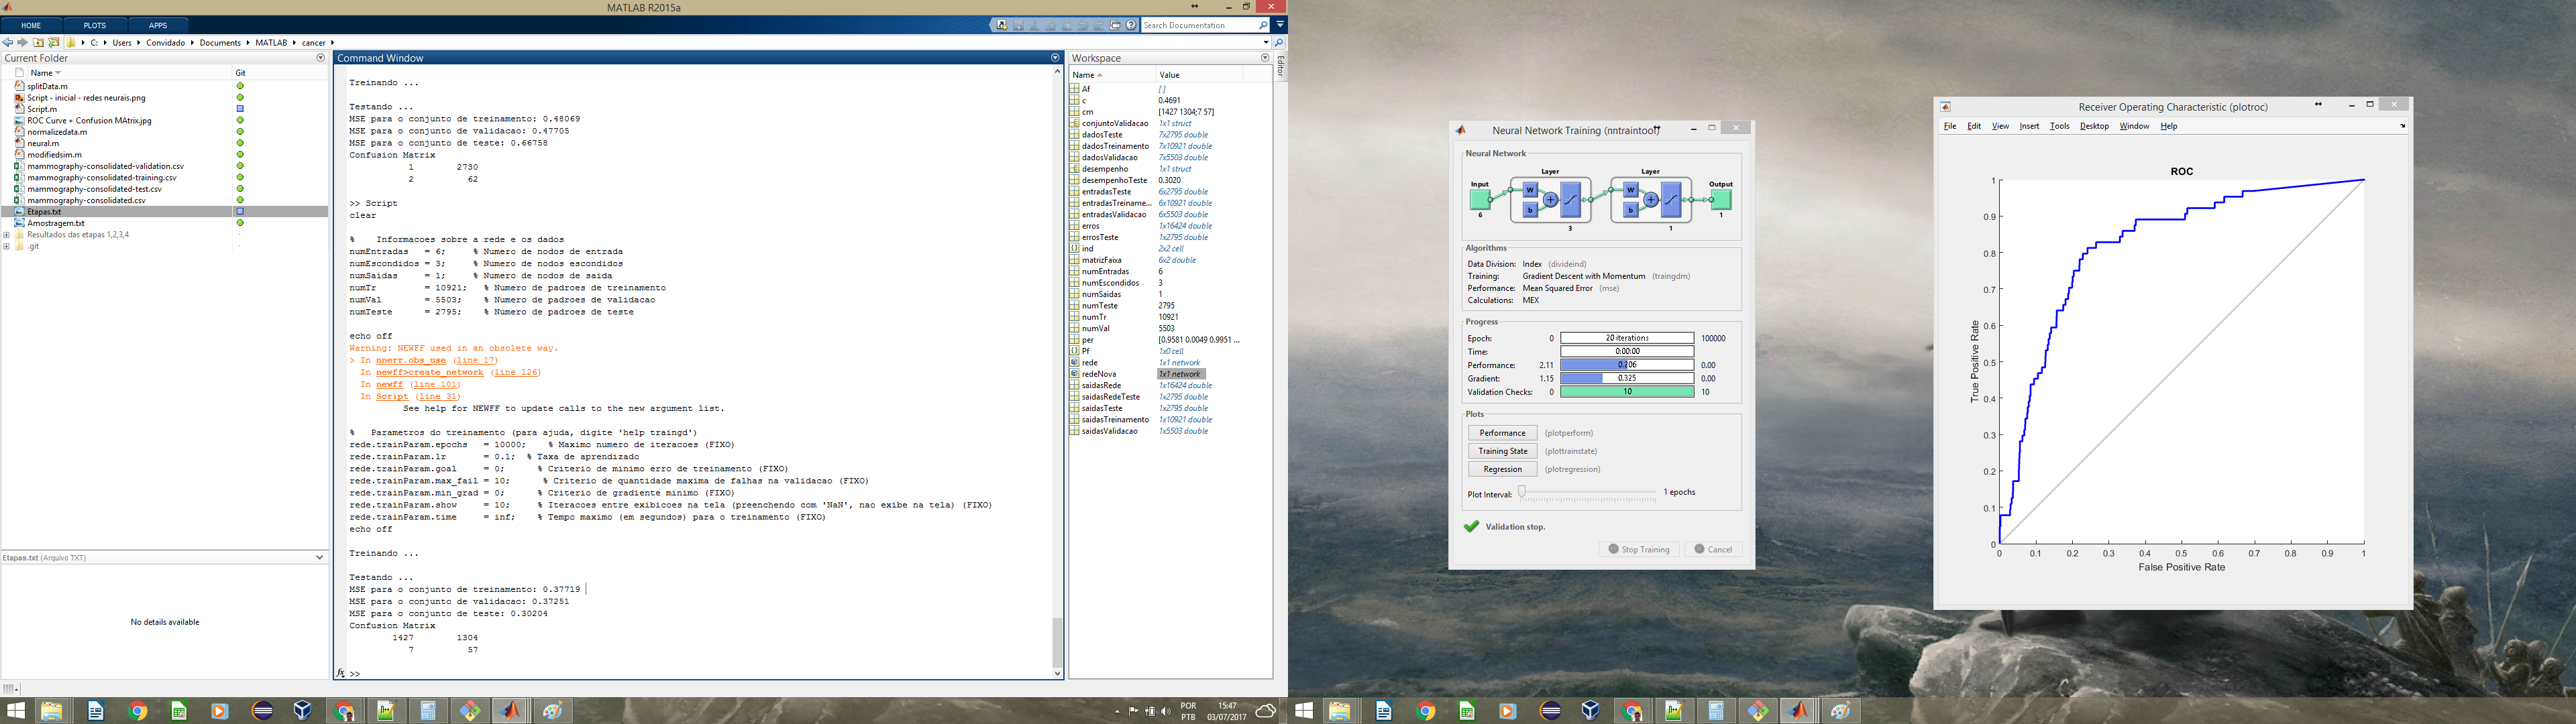 MATLAB R2015a
HOME PLOTS APPS
Search Documentation
C: Users Convidado Documents MATLAB cancer
Current Folder
Name Git
splitData.m
Script - inicial - redes neurais.png
Script.m
ROC Curve + Confusion MAtrix.jpg
normalizedata.m
neural.m
modifiedsim.m
mammography-consolidated-validation.csv
mammography-consolidated-training.csv
mammography-consolidated-test.csv
mammography-consolidated.csv
Etapas.txt
Amostragem.txt
Resultados das etapas 1,2,3,4
.git
Etapas.txt (Arquivo TXT)
No details available
Command Window
Treinando ...
Testando ...
MSE para o conjunto de treinamento: 0.48069
MSE para o conjunto de validacao: 0.47705
MSE para o conjunto de teste: 0.66758
Confusion Matrix
1 2730
2 62
>> Script
clear
% Informacoes sobre a rede e os dados
numEntradas = 6; % Numero de nodos de entrada
numEscondidos = 3; % Numero de nodos escondidos
numSaidas = 1; % Numero de nodos de saida
numTr = 10921; % Numero de padroes de treinamento
numVal = 5503; % Numero de padroes de validacao
numTeste = 2795; % Numero de padroes de teste
echo off
Warning: NEWFF used in an obsolete way.
> In nnerr.obs_use (line 17)
In newff>create_network (line 126)
In newff (line 101)
In Script (line 31)
See help for NEWFF to update calls to the new argument list.
% Parametros do treinamento (para ajuda, digite 'help traingd')
rede.trainParam.epochs = 10000; % Maximo numero de iteracoes (FIXO)
rede.trainParam.lr = 0.1; % Taxa de aprendizado
rede.trainParam.goal = 0; % Criterio de minimo erro de treinamento (FIXO)
rede.trainParam.max_fail = 10; % Criterio de quantidade maxima de falhas na validacao (FIXO)
rede.trainParam.min_grad = 0; % Criterio de gradiente minimo (FIXO)
rede.trainParam.show = 10; % Iteracoes entre exibicoes na tela (preenchendo com 'NaN', nao exibe na tela) (FIXO)
rede.trainParam.time = inf; % Tempo maximo (em segundos) para o treinamento (FIXO)
echo off
Treinando ...
Testando ...
MSE para o conjunto de treinamento: 0.37719
MSE para o conjunto de validacao: 0.37251
MSE para o conjunto de teste: 0.30204
Confusion Matrix
1427 1304
7 57
fx >>
Workspace
Name Value
Af []
c 0.4691
cm [1427 1304;7 57]
conjuntoValidacao 1x1 struct
dadosTeste 7x2795 double
dadosTreinamento 7x10921 double
dadosValidacao 7x5503 double
desempenho 1x1 struct
desempenhoTeste 0.3020
entradasTeste 6x2795 double
entradasTreiname... 6x10921 double
entradasValidacao 6x5503 double
erros 1x16424 double
errosTeste 1x2795 double
ind 2x2 cell
matrizFaixa 6x2 double
numEntradas 6
numEscondidos 3
numSaidas 1
numTeste 2795
numTr 10921
numVal 5503
per [0.9581 0.0049 0.9951 ...
Pf 1x0 cell
rede 1x1 network
redeNova 1x1 network
saidasRede 1x16424 double
saidasRedeTeste 1x2795 double
saidasTeste 1x2795 double
saidasTreinamento 1x10921 double
saidasValidacao 1x5503 double
Editor
POR
PTB
15:47
03/07/2017
Neural Network Training (nntraintool)
Neural Network
Layer Layer
Input Output
W W
b b
6 3 1 1
Algorithms
Data Division: Index (divideind)
Training: Gradient Descent with Momentum (traingdm)
Performance: Mean Squared Error (mse)
Calculations: MEX
Progress
Epoch: 0 20 iterations 100000
Time: 0:00:00
Performance: 2.11 0.206 0.00
Gradient: 1.15 0.325 0.00
Validation Checks: 0 10 10
Plots
Performance (plotperform)
Training State (plottrainstate)
Regression (plotregression)
Plot Interval: 1 epochs
Validation stop.
Stop Training Cancel
Receiver Operating Characteristic (plotroc)
File Edit View Insert Tools Desktop Window Help
ROC
1
0.9
0.8
0.7
0.6
0.5
0.4
0.3
0.2
0.1
0
True Positive Rate
0 0.1 0.2 0.3 0.4 0.5 0.6 0.7 0.8 0.9 1
False Positive Rate